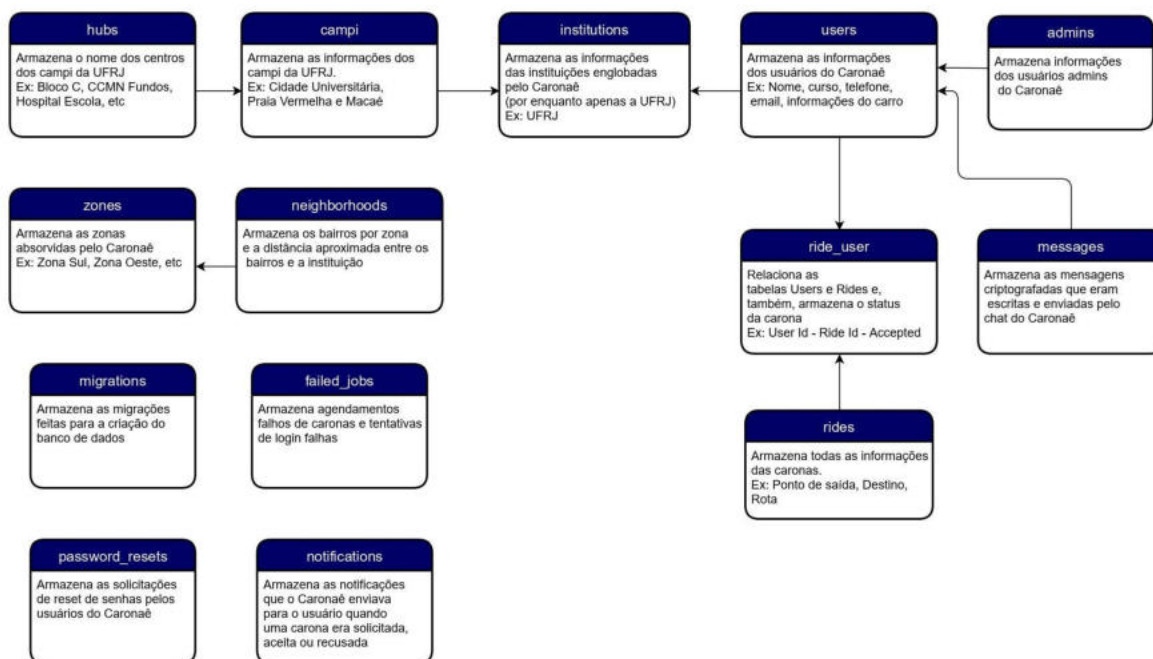 hubs
Armazena o nome dos centros
dos campi da UFRJ
Ex: Bloco C, CCMN Fundos,
Hospital Escola, etc
campi
Armazena as informações dos
campi da UFRJ.
Ex: Cidade Universitária,
Praia Vermelha e Macaé
institutions
Armazena as informações
das instituições englobadas
pelo Caronaê
(por enquanto apenas a UFRJ)
Ex: UFRJ
users
Armazena as informações
dos usuários do Caronaê
Ex: Nome, curso, telefone,
email, informações do carro
admins
Armazena informações
dos usuários admins
do Caronaê
zones
Armazena as zonas
absorvidas pelo Caronaê
Ex: Zona Sul, Zona Oeste, etc
neighborhoods
Armazena os bairros por zona
e a distância aproximada entre os
bairros e a instituição
ride_user
Relaciona as
tabelas Users e Rides e,
também, armazena o status
da carona
Ex: User Id - Ride Id - Accepted
messages
Armazena as mensagens
criptografadas que eram
escritas e enviadas pelo
chat do Caronaê
migrations
Armazena as migrações
feitas para a criação do
banco de dados
failed_jobs
Armazena agendamentos
falhos de caronas e tentativas
de login falhas
rides
Armazena todas as informações
das caronas.
Ex: Ponto de saída, Destino,
Rota
password_resets
Armazena as solicitações
de reset de senhas pelos
usuários do Caronaê
notifications
Armazena as notificações
que o Caronaê enviava
para o usuário quando
uma carona era solicitada,
aceita ou recusada